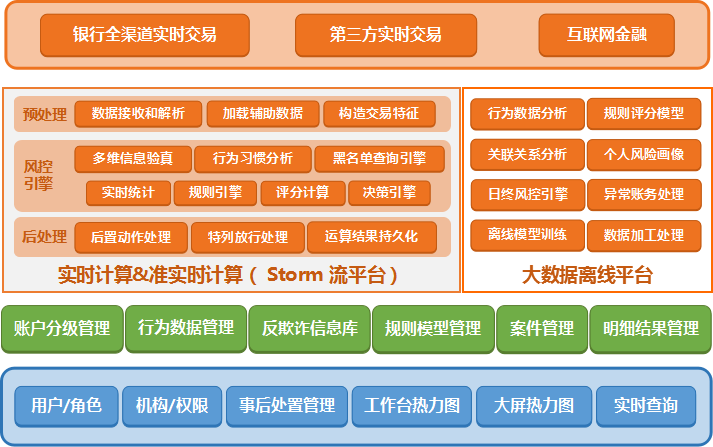 银行全渠道实时交易 第三方实时交易 互联网金融
预处理 数据接收和解析 加载辅助数据 构造交易特征
风控
引擎
多维信息验真 行为习惯分析 黑名单查询引擎
实时统计 规则引擎 评分计算 决策引擎
后处理 后置动作处理 特列放行处理 运算结果持久化
实时计算&准实时计算（ Storm 流平台）
行为数据分析 规则评分模型
关联关系分析 个人风险画像
日终风控引擎 异常账务处理
离线模型训练 数据加工处理
大数据离线平台
账户分级管理 行为数据管理 反欺诈信息库 规则模型管理 案件管理 明细结果管理
用户/角色 机构/权限 事后处置管理 工作台热力图 大屏热力图 实时查询